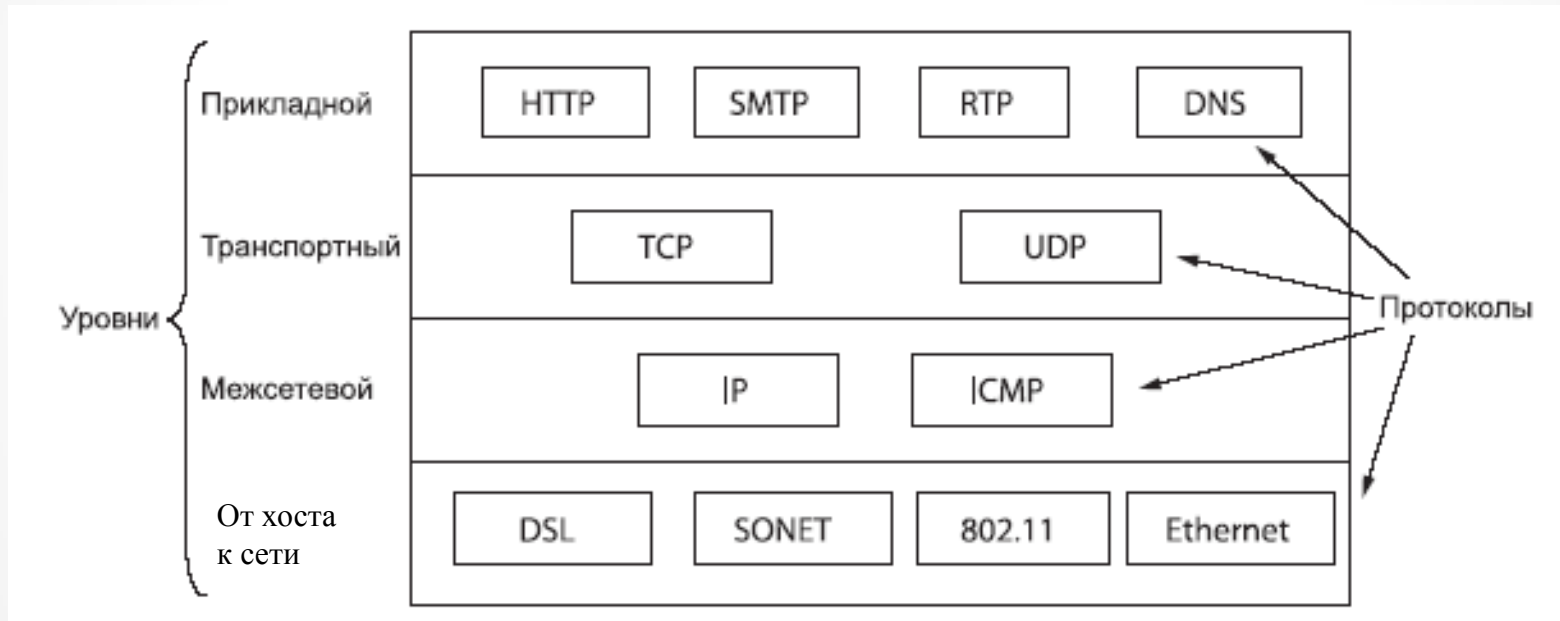 Прикладной HTTP SMTP RTP DNS
Транспортный TCP UDP
Уровни
Протоколы
Межсетевой IP ICMP
От хоста
к сети
DSL SONET 802.11 Ethernet